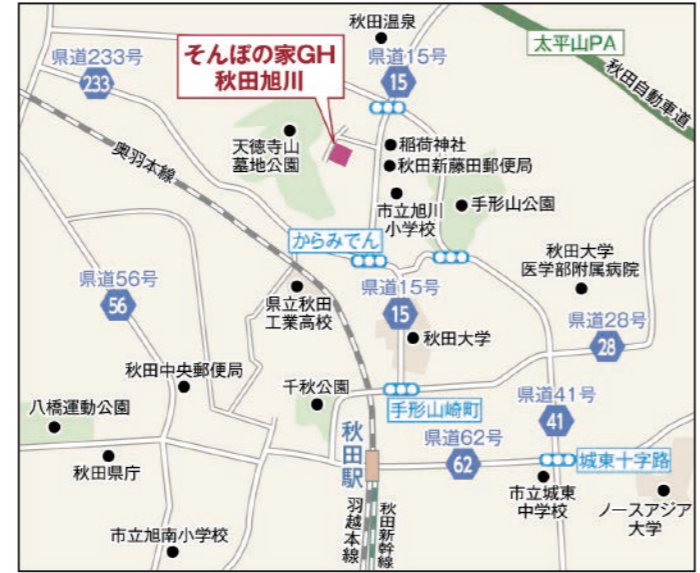 秋田温泉
太平山PA
秋田自動車道
県道233号
233
そんぽの家GH
秋田旭川
県道15号
15
天徳寺山
墓地公園
稲荷神社
秋田新藤田郵便局
奥羽本線
市立旭川
小学校
手形山公園
からみでん
秋田大学
医学部附属病院
県道56号
56
県立秋田
工業高校
県道15号
15
秋田大学
県道28号
28
秋田中央郵便局
千秋公園
手形山崎町
県道41号
41
八橋運動公園
秋田駅
県道62号
62
城東十字路
秋田県庁
市立城東
中学校
ノースアジア
大学
羽越本線
秋田新幹線
市立旭南小学校